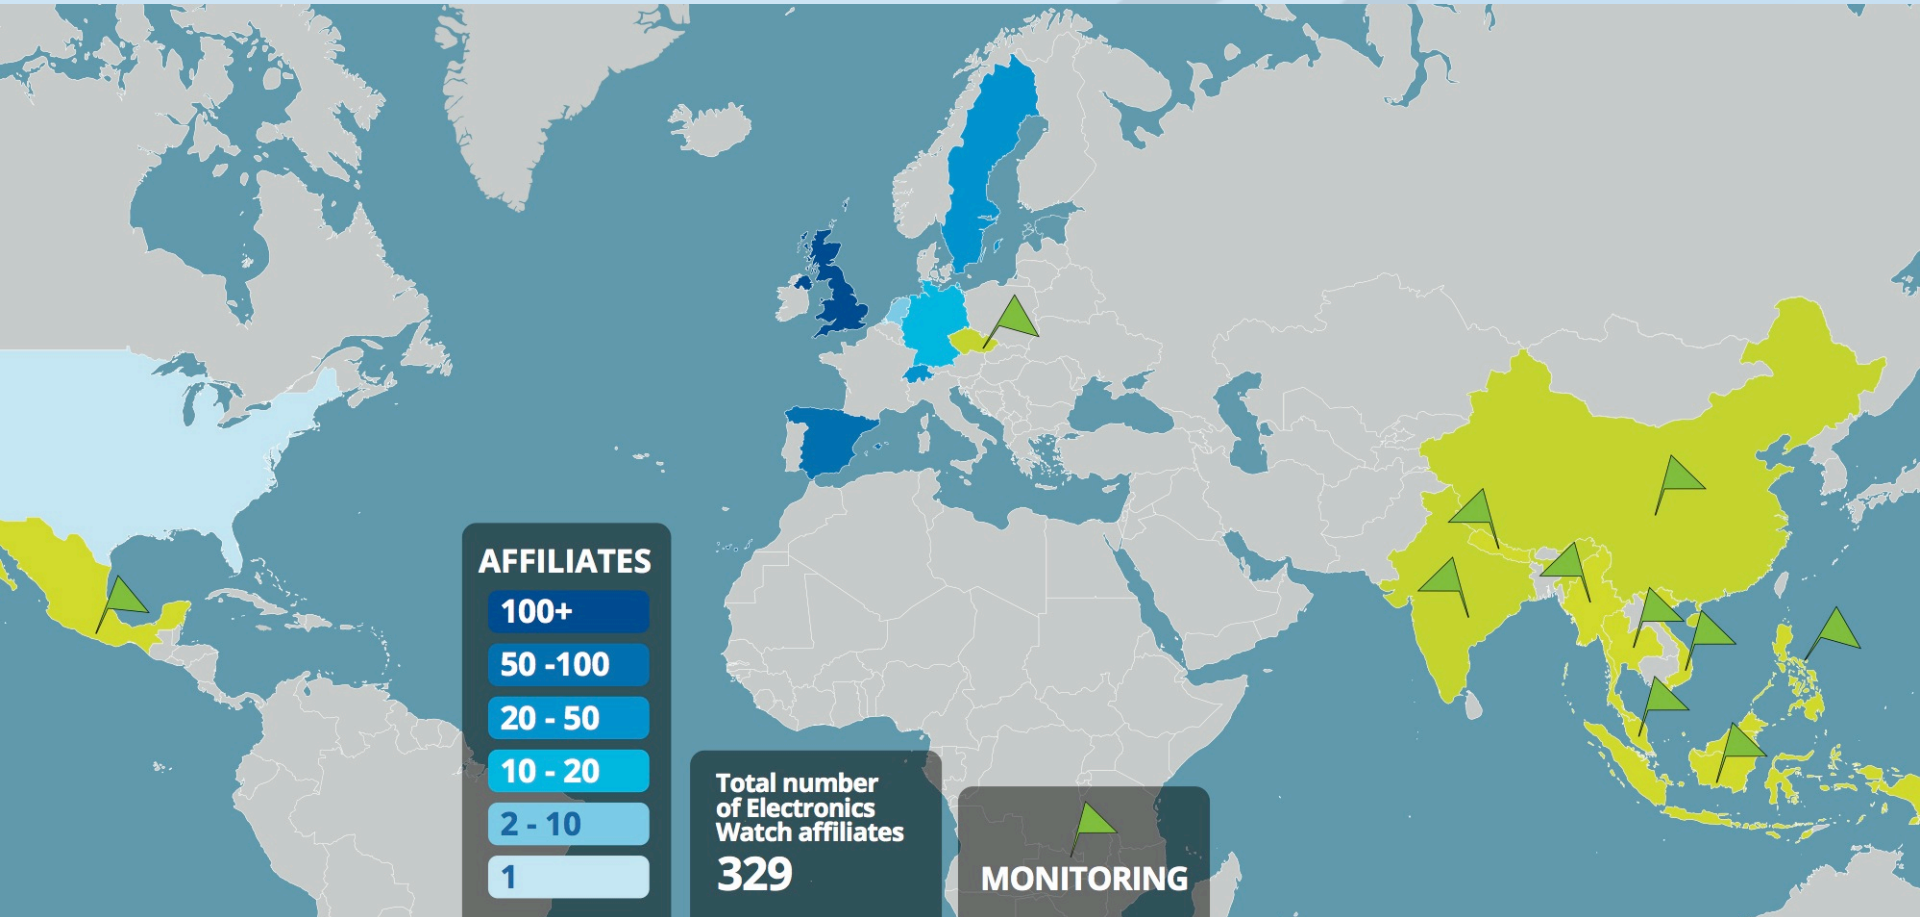 AFFILIATES
100+
50 -100
20 - 50
10 - 20
2 - 10
1
Total number
of Electronics
Watch affiliates
329
MONITORING